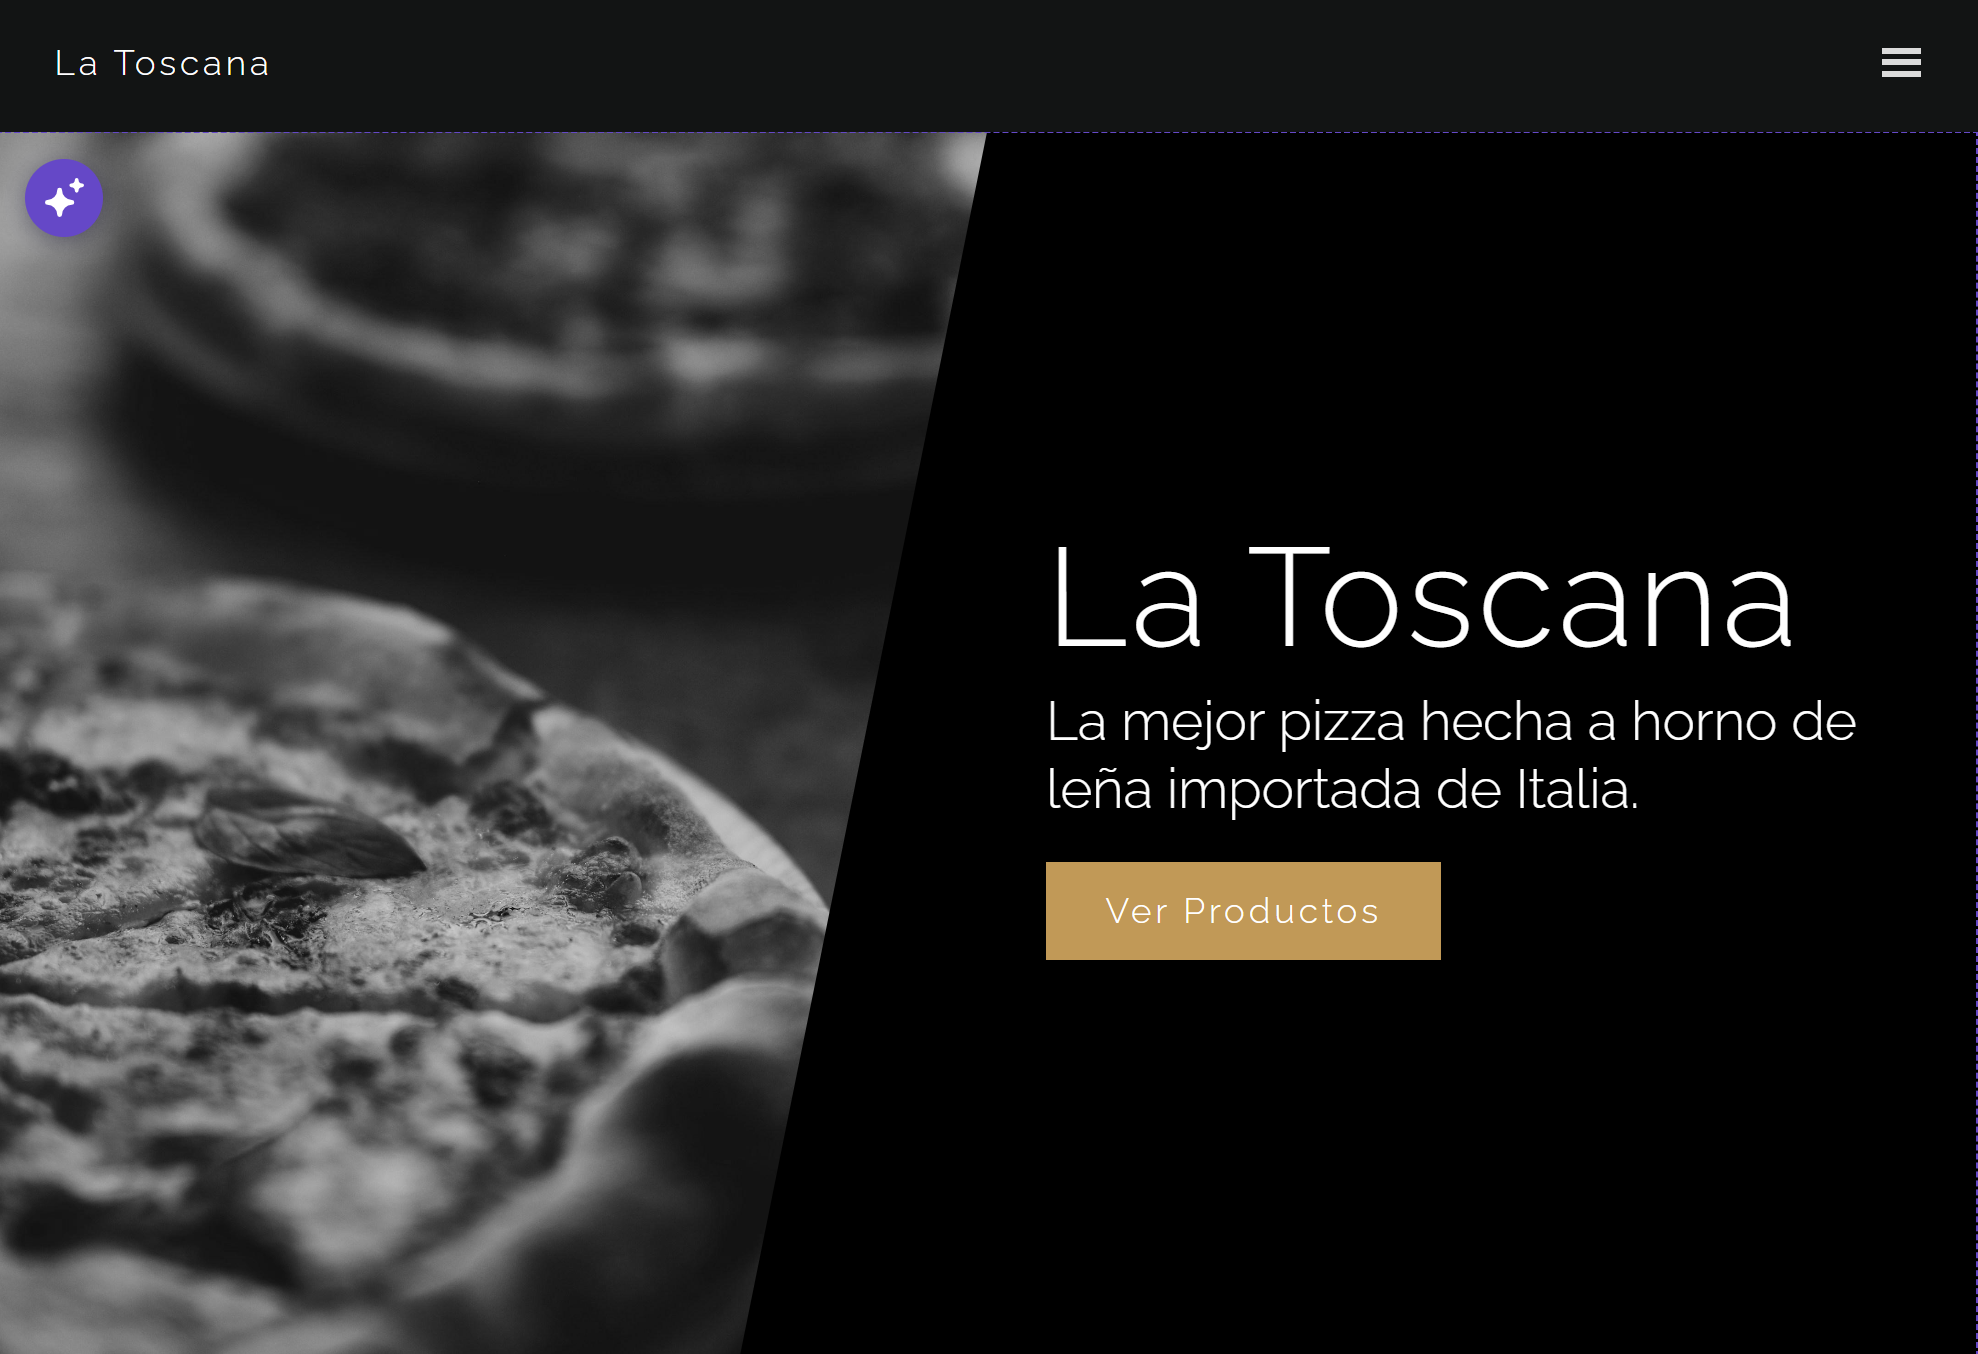 La Toscana
La Toscana
La mejor pizza hecha a horno de
leña importada de Italia.
Ver Productos